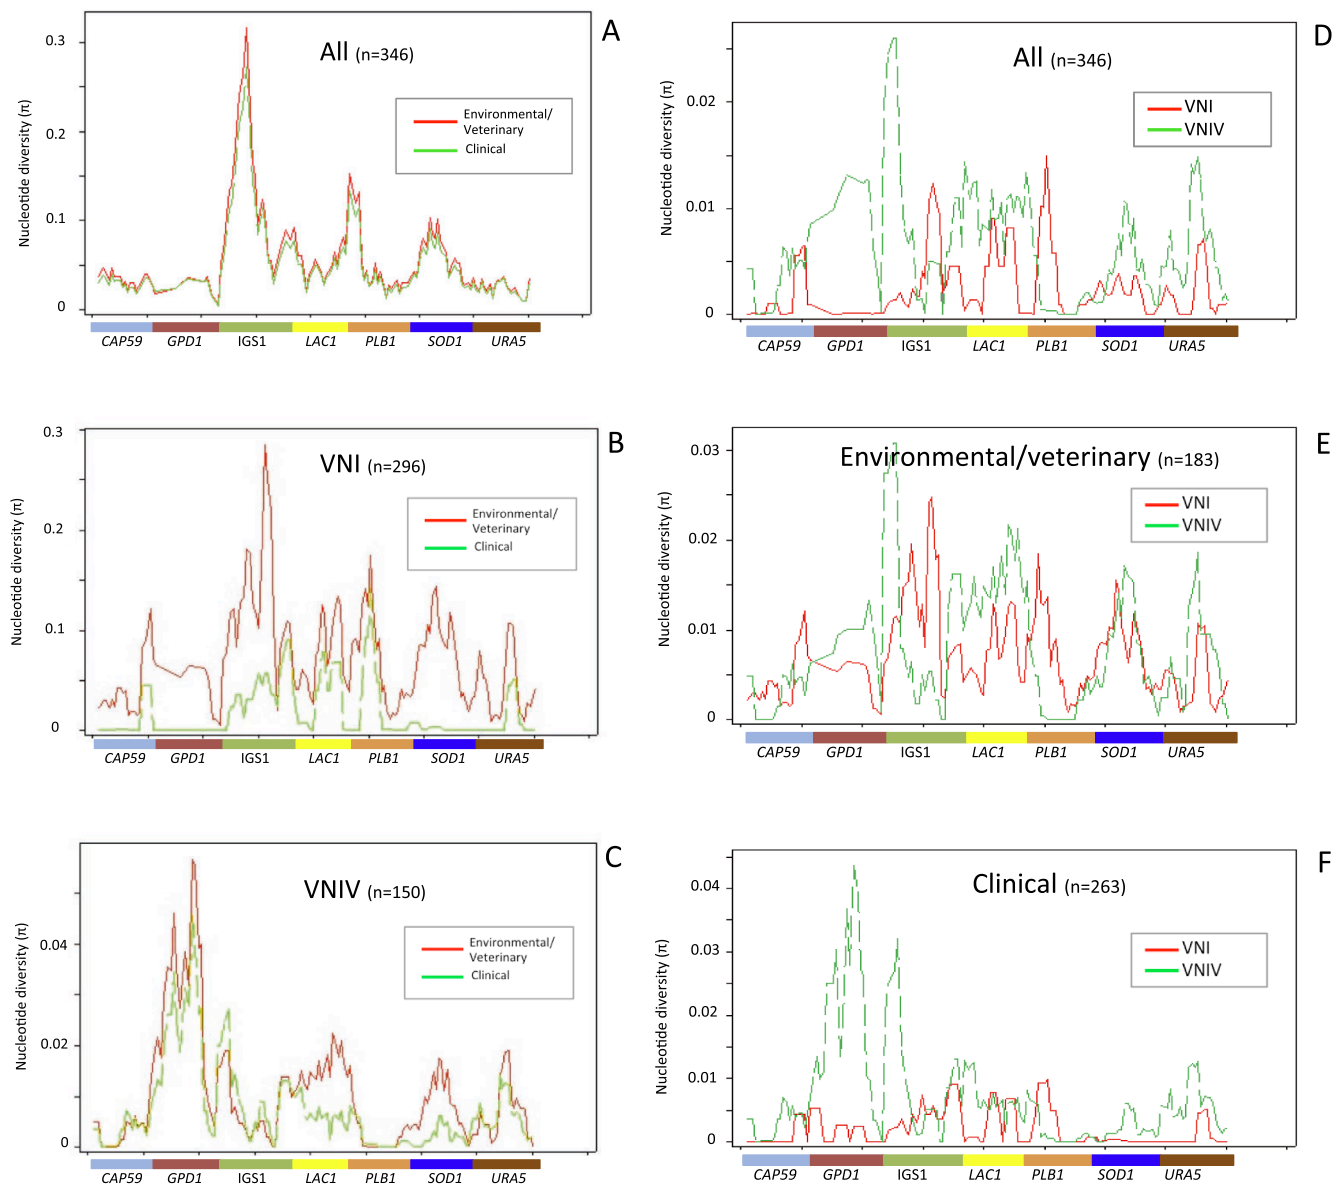 A
All (n=346)
0.3
0.2
0.1
0
Nucleotide diversity (π)
Environmental/
Veterinary
Clinical
CAP59 GPD1 IGS1 LAC1 PLB1 SOD1 URA5
D
All (n=346)
0.02
0.01
0
Nucleotide diversity (π)
VNI
VNIV
CAP59 GPD1 IGS1 LAC1 PLB1 SOD1 URA5
B
VNI (n=296)
0.3
0.2
0.1
0
Nucleotide diversity (π)
Environmental/
Veterinary
Clinical
CAP59 GPD1 IGS1 LAC1 PLB1 SOD1 URA5
E
Environmental/veterinary (n=183)
0.03
0.02
0.01
0
Nucleotide diversity (π)
VNI
VNIV
CAP59 GPD1 IGS1 LAC1 PLB1 SOD1 URA5
C
VNIV (n=150)
0.04
0.02
0
Nucleotide diversity (π)
Environmental/
Veterinary
Clinical
CAP59 GPD1 IGS1 LAC1 PLB1 SOD1 URA5
F
Clinical (n=263)
0.04
0.03
0.02
0.01
0
Nucleotide diversity (π)
VNI
VNIV
CAP59 GPD1 IGS1 LAC1 PLB1 SOD1 URA5